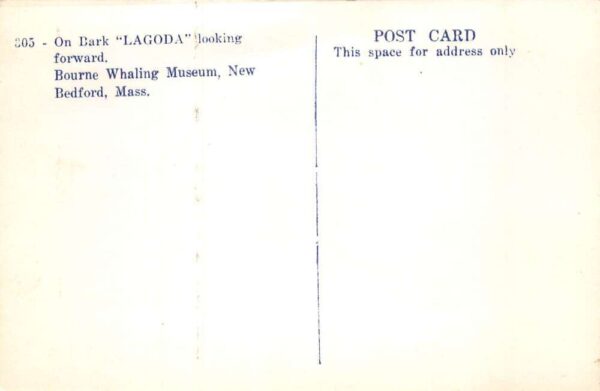 305 - On Bark "LAGODA" looking
forward.
Bourne Whaling Museum, New
Bedford, Mass.
POST CARD
This space for address only